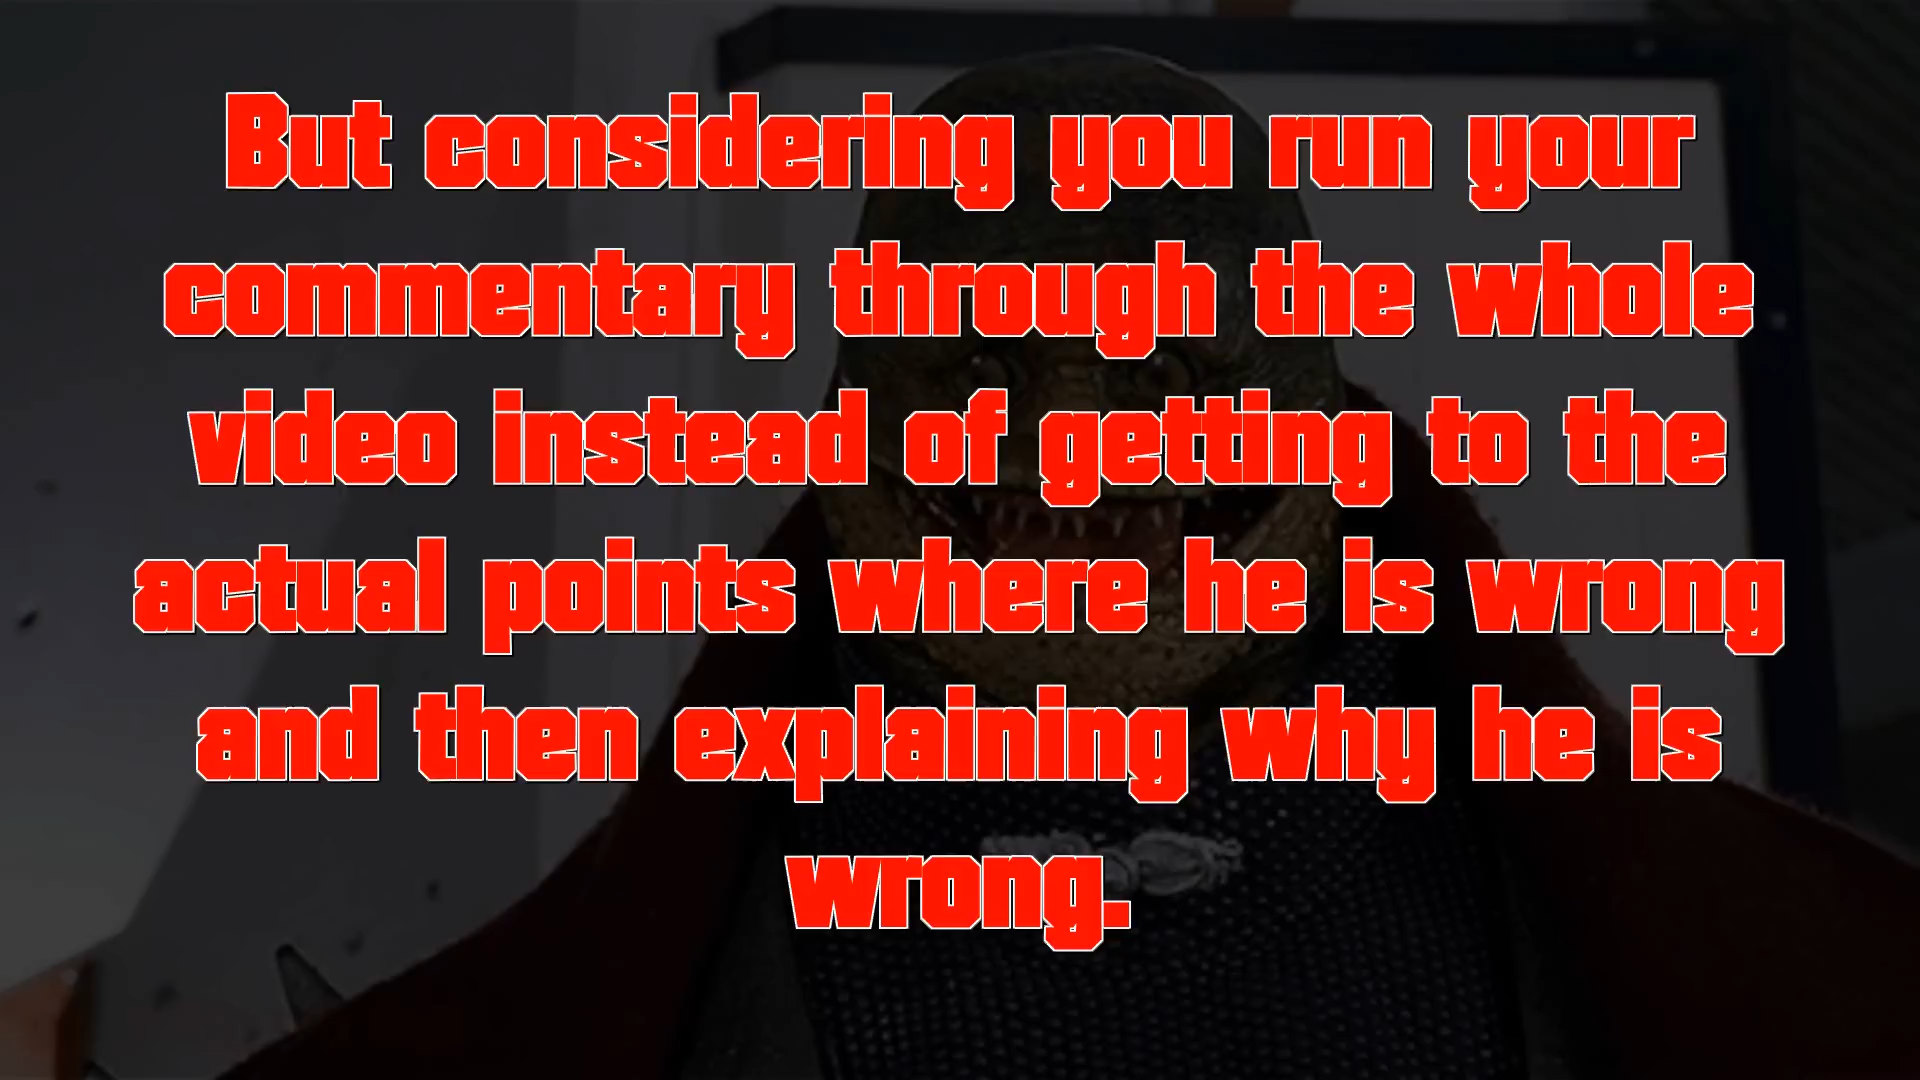 But considering you run your
commentary through the whole
video instead of getting to the
actual points where he is wrong
and then explaining why he is
wrong.